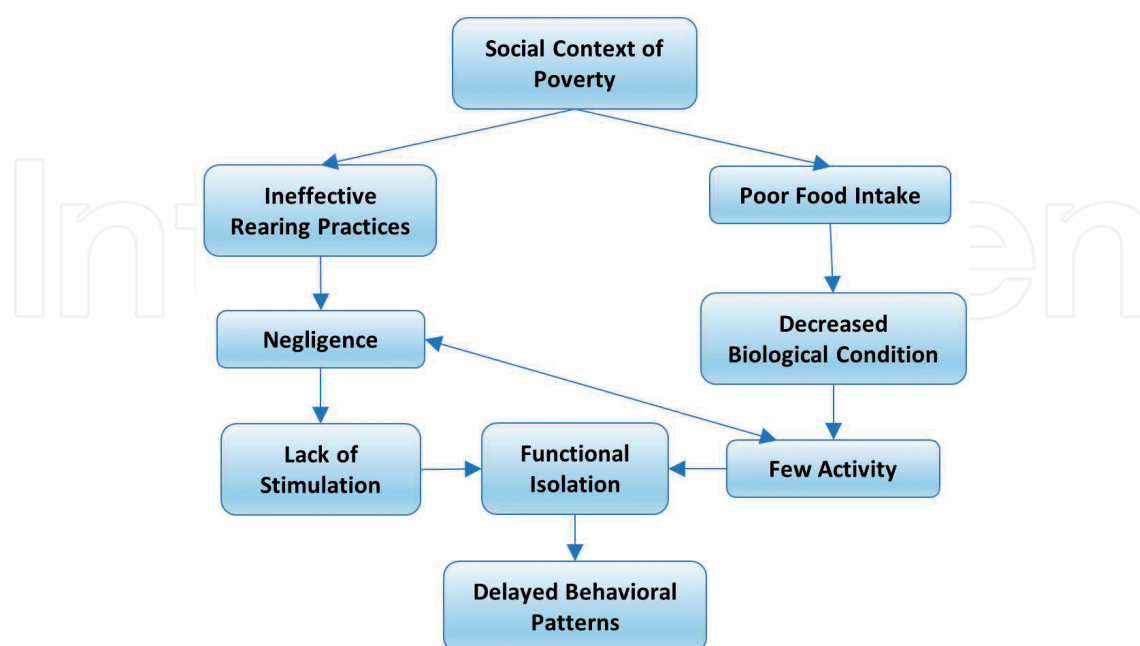 Social Context of
Poverty
Ineffective
Rearing Practices
Poor Food Intake
Negligence
Decreased
Biological Condition
Lack of
Stimulation
Functional
Isolation
Few Activity
Delayed Behavioral
Patterns